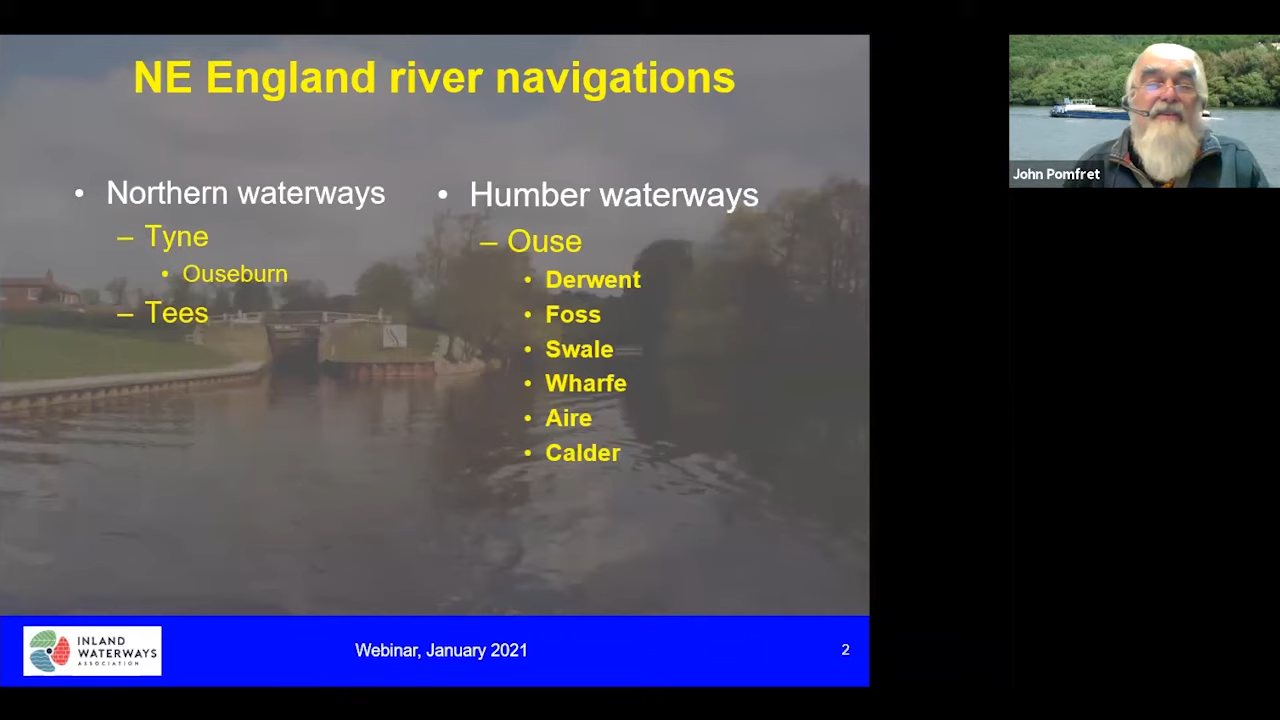 NE England river navigations
• Northern waterways
– Tyne
• Ouseburn
– Tees
• Humber waterways
– Ouse
• Derwent
• Foss
• Swale
• Wharfe
• Aire
• Calder
INLAND
WATERWAYS
ASSOCIATION
Webinar, January 2021
2
John Pomfret